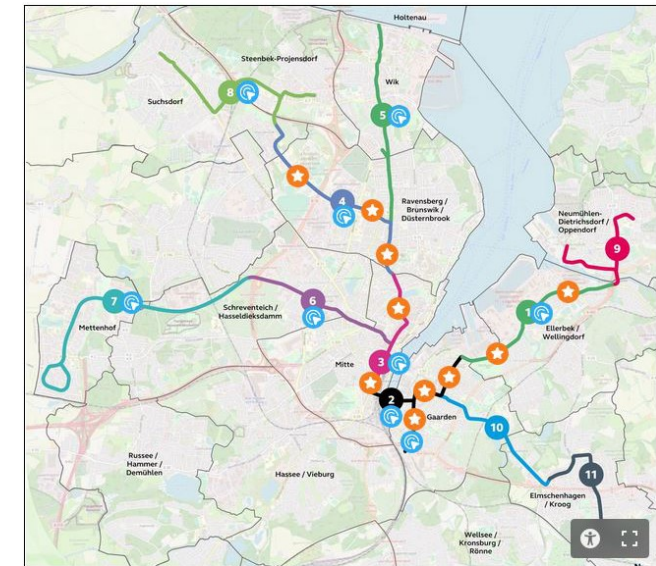 Holtenau
Steenbek-Projensdorf
Wik
Suchsdorf
8
5
Ravensberg /
Brunswik /
Düsternbrook
4
Neumühlen-
Dietrichsdorf /
Oppendorf
9
7
Mettenhof
6
Schreventeich /
Hasseldieksdamm
1
Ellerbek /
Wellingdorf
Mitte
3
2
Gaarden
10
Russee /
Hammer /
Demühlen
Hassee / Vieburg
11
Elmschenhagen
/ Kroog
Wellsee /
Kronsburg /
Rönne